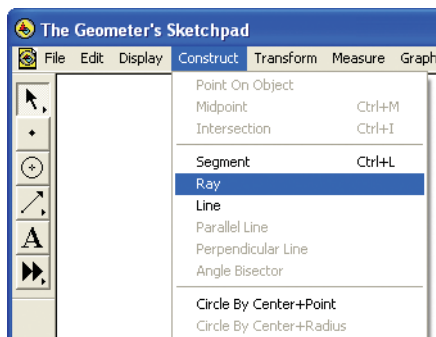 The Geometer's Sketchpad
File Edit Display Construct Transform Measure Graph
Point On Object
Midpoint Ctrl+M
Intersection Ctrl+I
Segment Ctrl+L
Ray
Line
Parallel Line
Perpendicular Line
Angle Bisector
Circle By Center+Point
Circle By Center+Radius
A